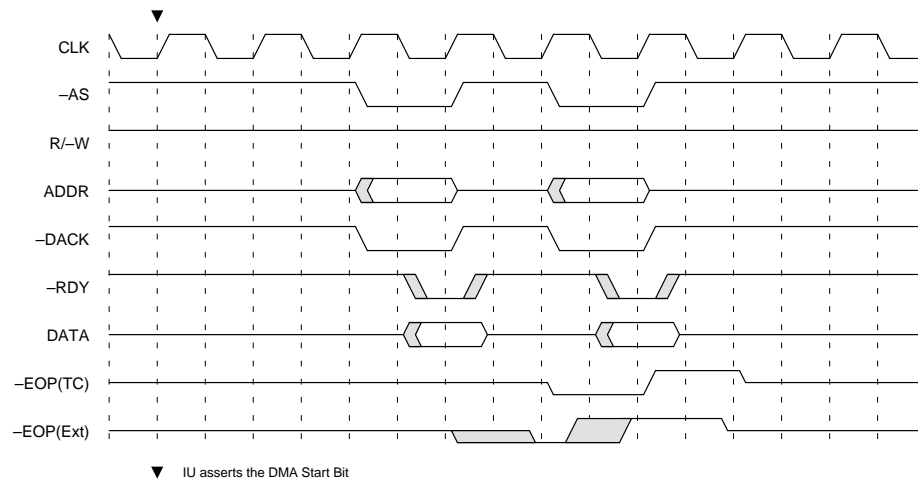 ▼
CLK
–AS
R/–W
ADDR
–DACK
–RDY
DATA
–EOP(TC)
–EOP(Ext)
▼ IU asserts the DMA Start Bit